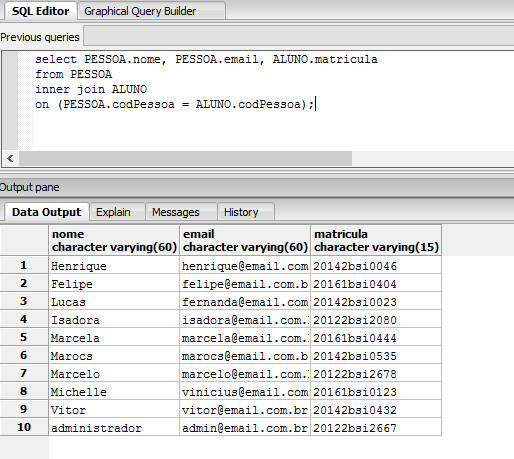 SQL Editor Graphical Query Builder
Previous queries
select PESSOA.nome, PESSOA.email, ALUNO.matricula
from PESSOA
inner join ALUNO
on (PESSOA.codPessoa = ALUNO.codPessoa);
Output pane
Data Output Explain Messages History
nome email matricula
character varying(60) character varying(60) character varying(15)
1 Henrique henrique@email.com 20142bsi0046
2 Felipe felipe@email.com.b 20161bsi0404
3 Lucas fernanda@email.com 20142bsi0023
4 Isadora isadora@email.com. 20122bsi2080
5 Marcela marcela@email.com. 20161bsi0444
6 Marocs marocs@email.com.b 20142bsi0535
7 Marcelo marcelo@email.com. 20122bsi2678
8 Michelle vinicius@email.com 20161bsi0123
9 Vitor vitor@email.com.br 20142bsi0432
10 administrador admin@email.com.br 20122bsi2667